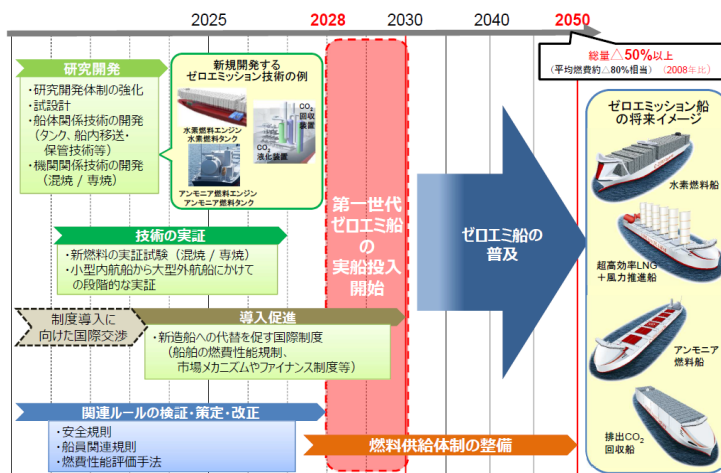 2025
2028
2030
2040
2050
総量△50%以上
(平均燃費約△80%相当) (2008年比)
研究開発
・研究開発体制の強化
・試設計
・船体関係技術の開発
(タンク、船内移送・
保管技術等)
・機関関係技術の開発
(混焼 / 専焼)
新規開発する
ゼロエミッション技術の例
水素燃料エンジン
水素燃料タンク
CO2
回収
装置
CO2
液化装置
アンモニア燃料エンジン
アンモニア燃料タンク
技術の実証
・新燃料の実証試験(混焼 / 専焼)
・小型内航船から大型外航船にかけて
の段階的な実証
制度導入に
向けた国際交渉
導入促進
・新造船への代替を促す国際制度
(船舶の燃費性能規制、
市場メカニズムやファイナンス制度等)
関連ルールの検証・策定・改正
・安全規則
・船員関連規則
・燃費性能評価手法
第一世代
ゼロエミ船
の
実船投入
開始
ゼロエミ船の
普及
燃料供給体制の整備
ゼロエミッション船
の将来イメージ
水素燃料船
超高効率LNG
+風力推進船
アンモニア
燃料船
排出CO2
回収船